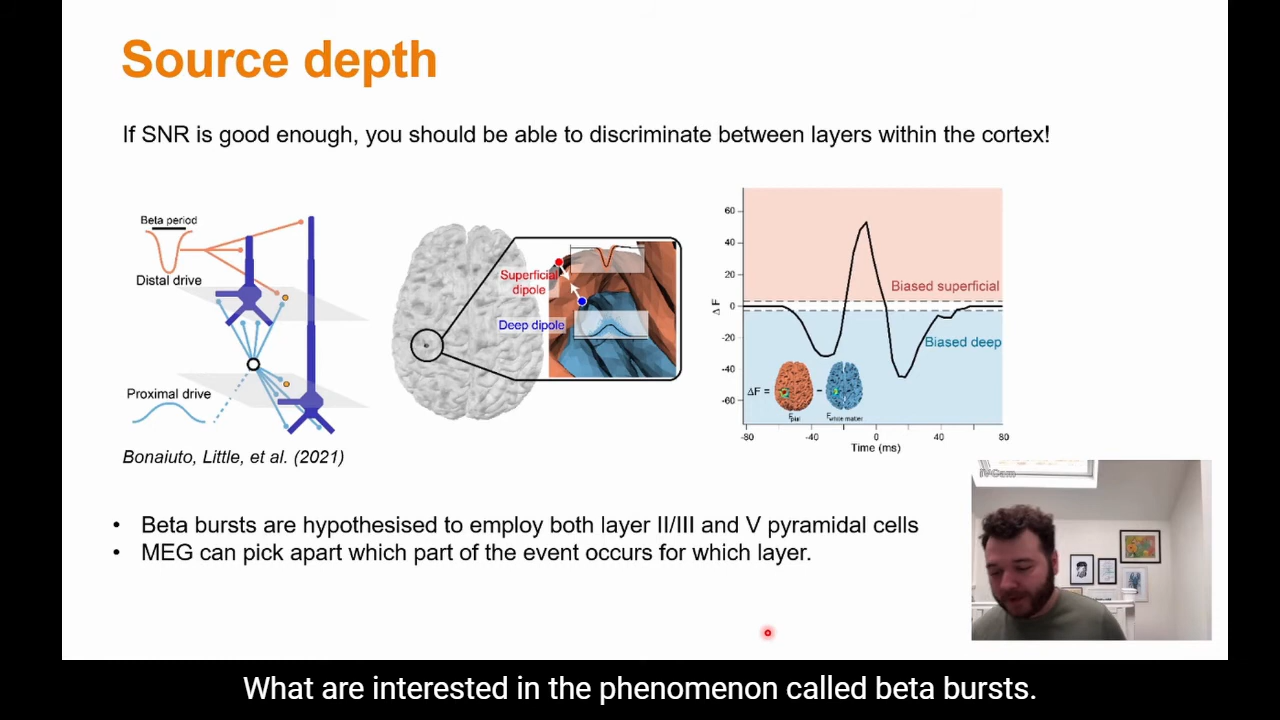 Source depth
If SNR is good enough, you should be able to discriminate between layers within the cortex!
Beta period
Distal drive
Proximal drive
Bonaiuto, Little, et al. (2021)
Superficial
dipole
Deep dipole
60
40
20
0
-20
-40
-60
Δ F
Biased superficial
Biased deep
ΔF = -
Fpial
Fwhite matter
-80
-40
0
40
80
Time (ms)
• Beta bursts are hypothesised to employ both layer II/III and V pyramidal cells
• MEG can pick apart which part of the event occurs for which layer.
iVCam
What are interested in the phenomenon called beta bursts.